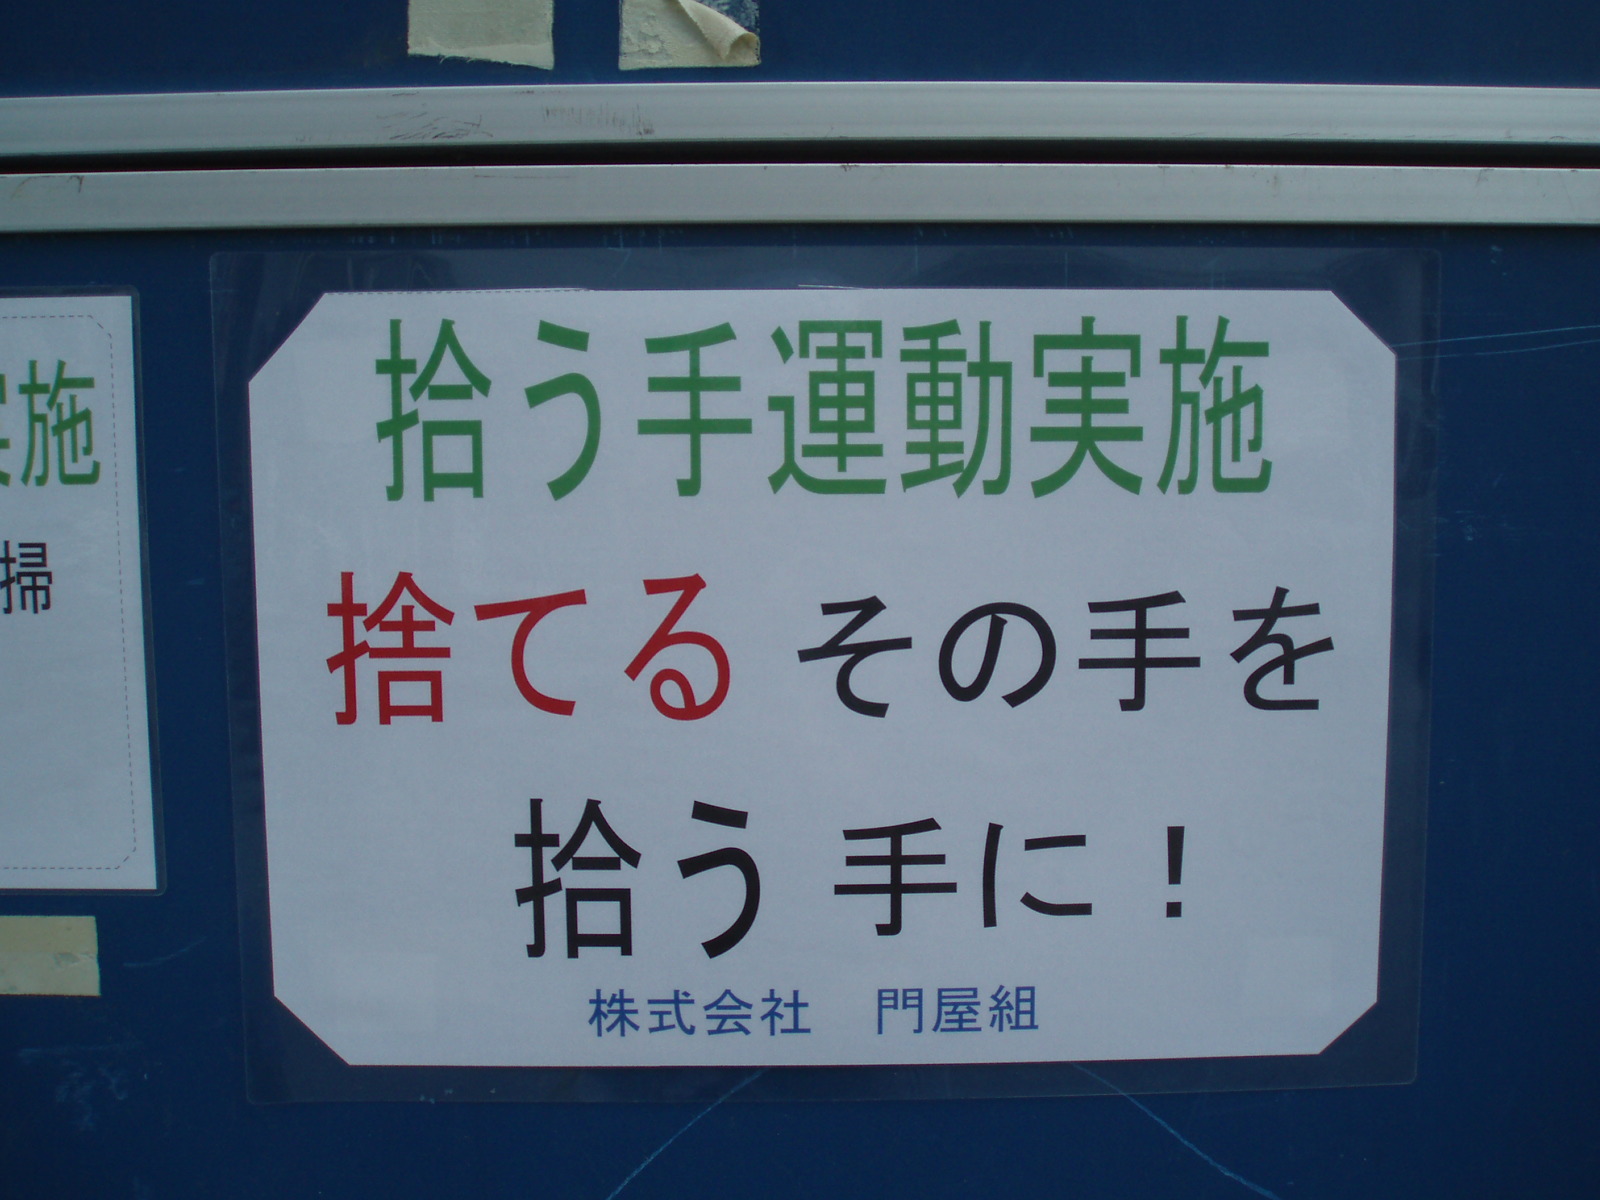 拾う手運動実施
捨てる その手を
拾う 手に！
株式会社　門屋組
実施
掃